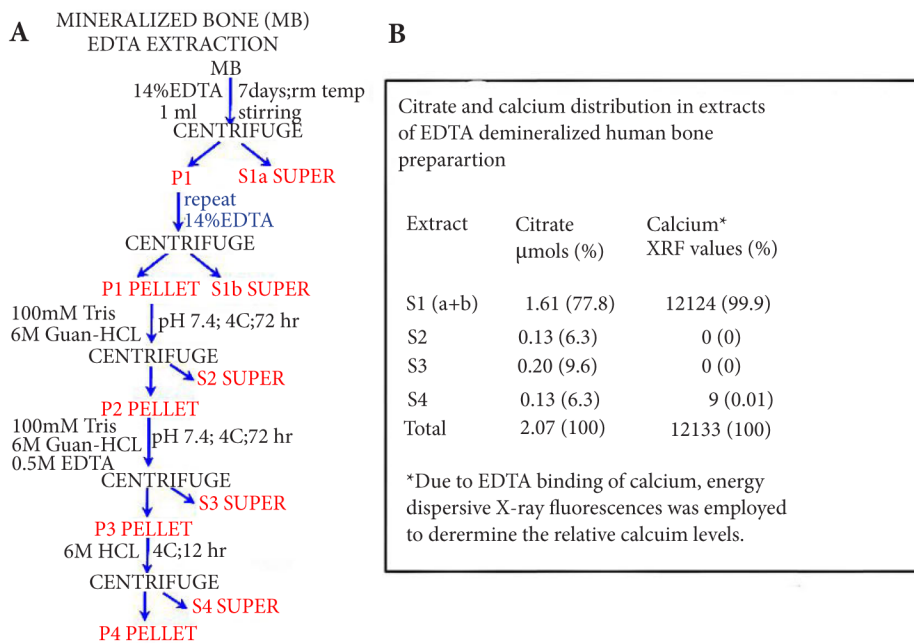 A
MINERALIZED BONE (MB)
EDTA EXTRACTION
MB
14%EDTA 7days;rm temp
1 ml stirring
CENTRIFUGE
P1 S1a SUPER
repeat
14%EDTA
CENTRIFUGE
P1 PELLET S1b SUPER
100mM Tris
6M Guan-HCL pH 7.4; 4C;72 hr
CENTRIFUGE
S2 SUPER
P2 PELLET
100mM Tris
6M Guan-HCL pH 7.4; 4C;72 hr
0.5M EDTA
CENTRIFUGE
S3 SUPER
P3 PELLET
6M HCL 4C;12 hr
CENTRIFUGE
S4 SUPER
P4 PELLET
B
Citrate and calcium distribution in extracts
of EDTA demineralized human bone
preparartion
Extract Citrate Calcium*
µmols (%) XRF values (%)
S1 (a+b) 1.61 (77.8) 12124 (99.9)
S2 0.13 (6.3) 0 (0)
S3 0.20 (9.6) 0 (0)
S4 0.13 (6.3) 9 (0.01)
Total 2.07 (100) 12133 (100)
*Due to EDTA binding of calcium, energy
dispersive X-ray fluorescences was employed
to derermine the relative calcuim levels.